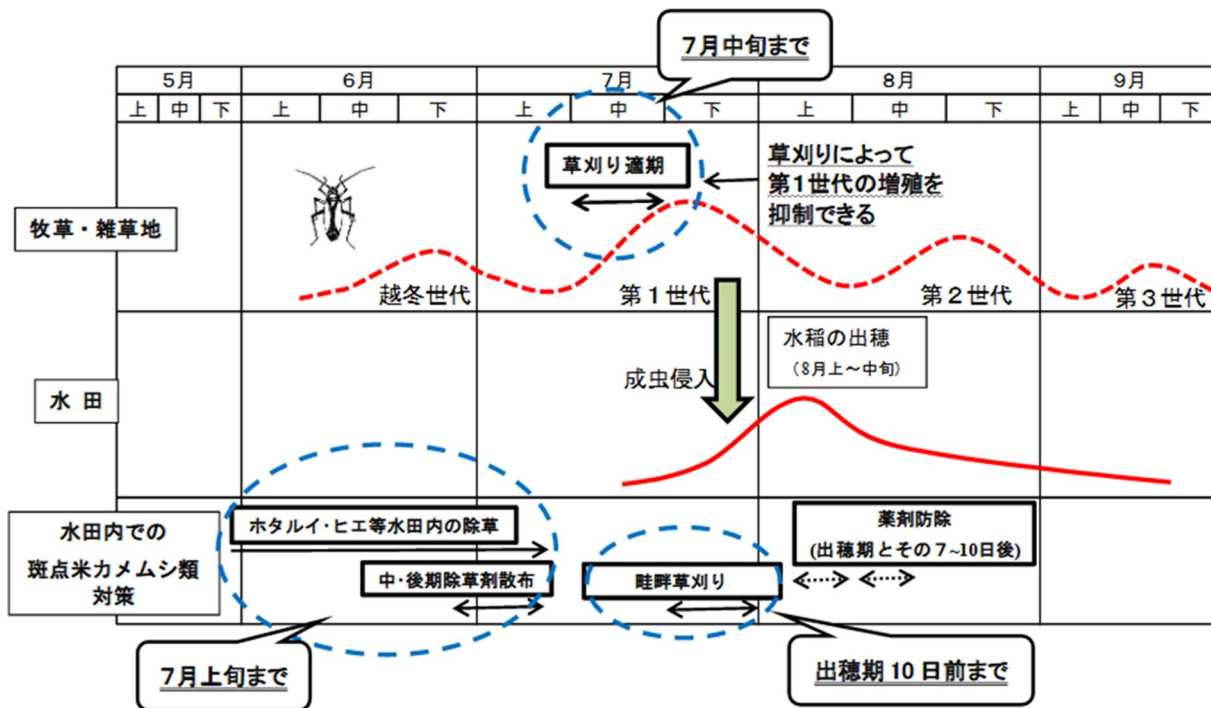 7月中旬まで
5月
6月
7月
8月
9月
上 中 下 上 中 下 上 中 下 上 中 下 上 中
草刈り適期
草刈りによって
第1世代の増殖を
抑制できる
牧草・雑草地
越冬世代
第1世代
第2世代
第3世代
水稲の出穂
(8月上~中旬)
成虫侵入
水 田
水田内での
斑点米カメムシ類
対策
ホタルイ・ヒエ等水田内の除草
中・後期除草剤散布
畦畔草刈り
薬剤防除
(出穂期とその7~10日後)
7月上旬まで
出穂期10日前まで